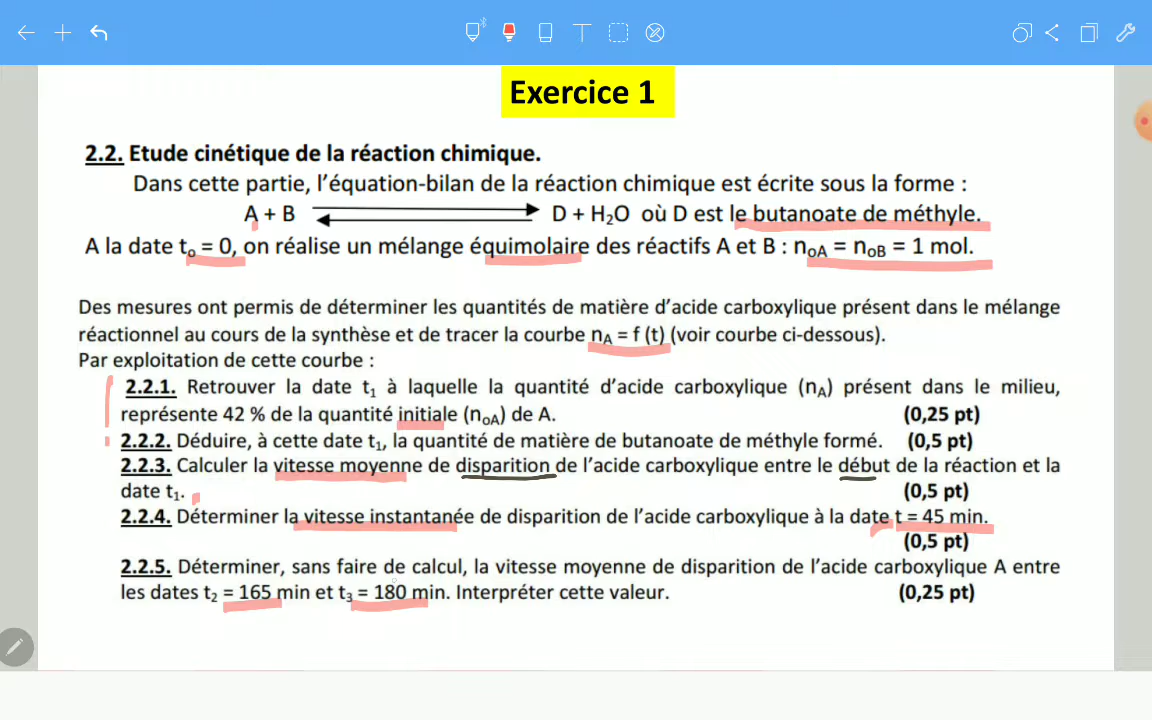 Exercice 1
2.2. Etude cinétique de la réaction chimique.
Dans cette partie, l'équation-bilan de la réaction chimique est écrite sous la forme :
A + B D + H₂O où D est le butanoate de méthyle.
A la date t₀ = 0, on réalise un mélange équimolaire des réactifs A et B : n₀A = n₀B = 1 mol.
Des mesures ont permis de déterminer les quantités de matière d'acide carboxylique présent dans le mélange
réactionnel au cours de la synthèse et de tracer la courbe nA = f (t) (voir courbe ci-dessous).
Par exploitation de cette courbe :
2.2.1. Retrouver la date t₁ à laquelle la quantité d'acide carboxylique (nA) présent dans le milieu,
représente 42 % de la quantité initiale (n₀A) de A. (0,25 pt)
2.2.2. Déduire, à cette date t₁, la quantité de matière de butanoate de méthyle formé. (0,5 pt)
2.2.3. Calculer la vitesse moyenne de disparition de l'acide carboxylique entre le début de la réaction et la
date t₁. (0,5 pt)
2.2.4. Déterminer la vitesse instantanée de disparition de l'acide carboxylique à la date t = 45 min.
(0,5 pt)
2.2.5. Déterminer, sans faire de calcul, la vitesse moyenne de disparition de l'acide carboxylique A entre
les dates t₂ = 165 min et t₃ = 180 min. Interpréter cette valeur. (0,25 pt)